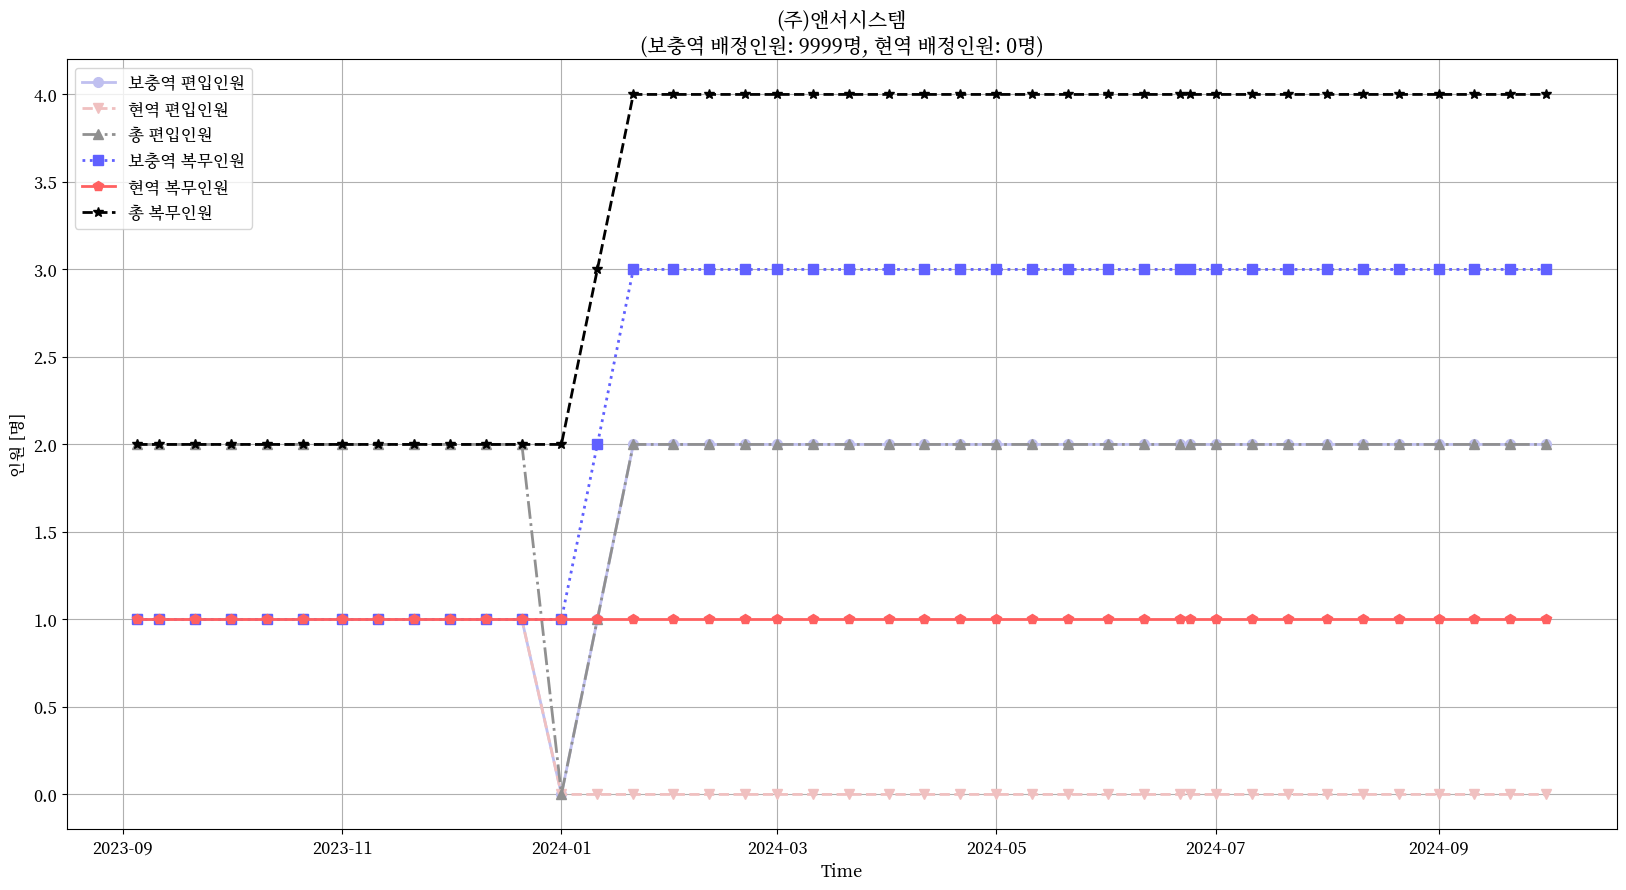 (주)앤서시스템
(보충역 배정인원: 9999명, 현역 배정인원: 0명)
보충역 편입인원
현역 편입인원
총 편입인원
보충역 복무인원
현역 복무인원
총 복무인원
4.0
3.5
3.0
2.5
2.0
1.5
1.0
0.5
0.0
인원 [명]
2023-09 2023-11 2024-01 2024-03 2024-05 2024-07 2024-09
Time